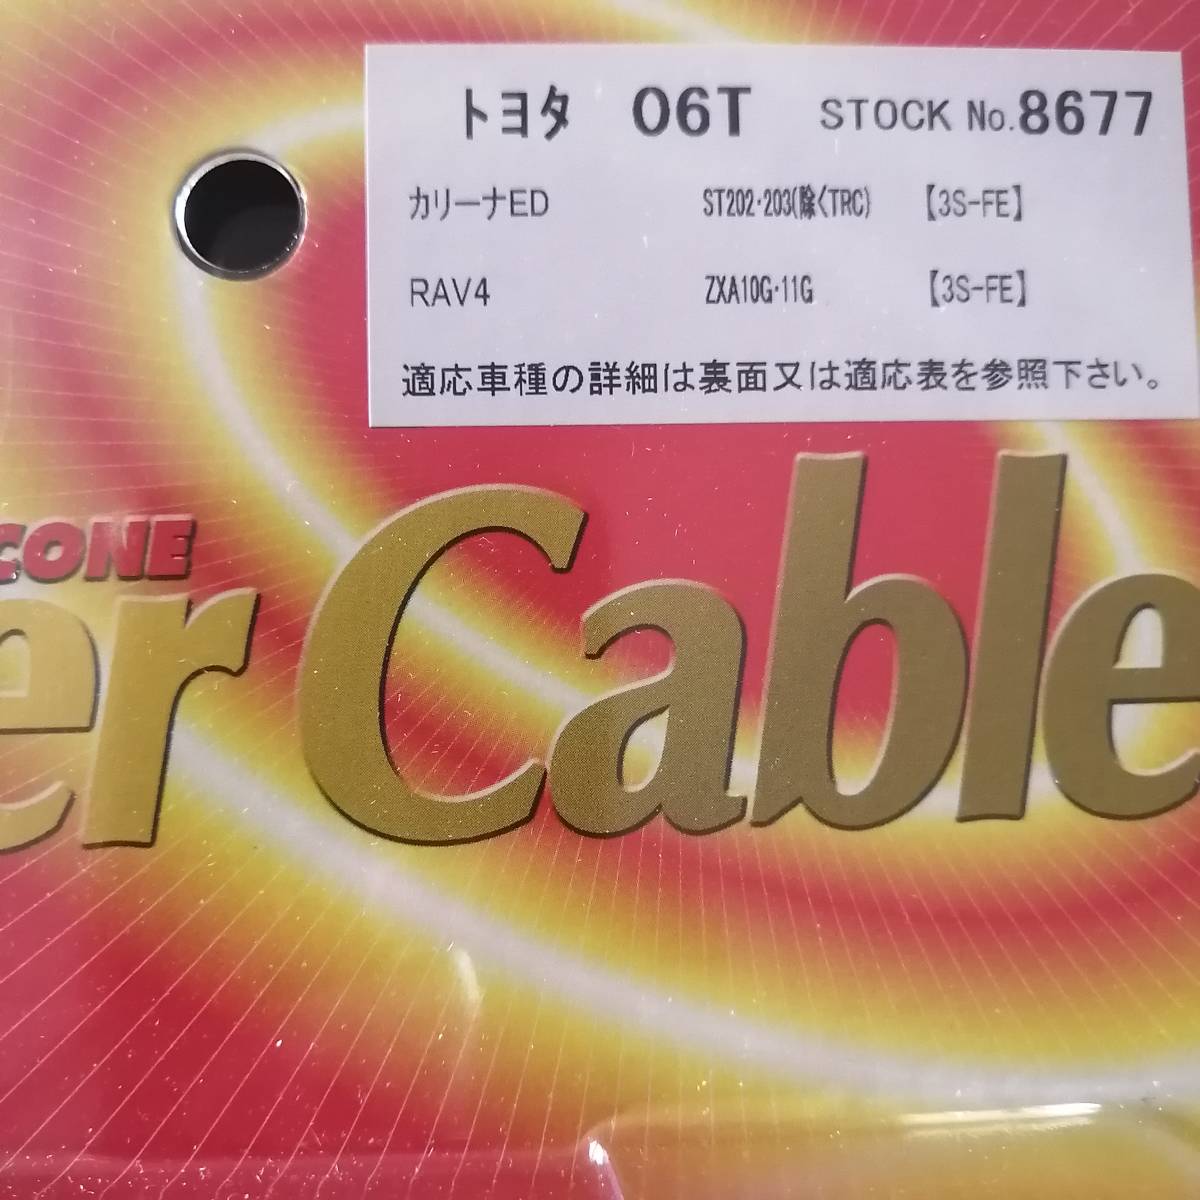 トヨタ 06T STOCK No.8677
カリーナED ST202･203(除くTRC) 【3S-FE】
RAV4 ZXA10G･11G 【3S-FE】
適応車種の詳細は裏面又は適応表を参照下さい。
CONE
er Cable